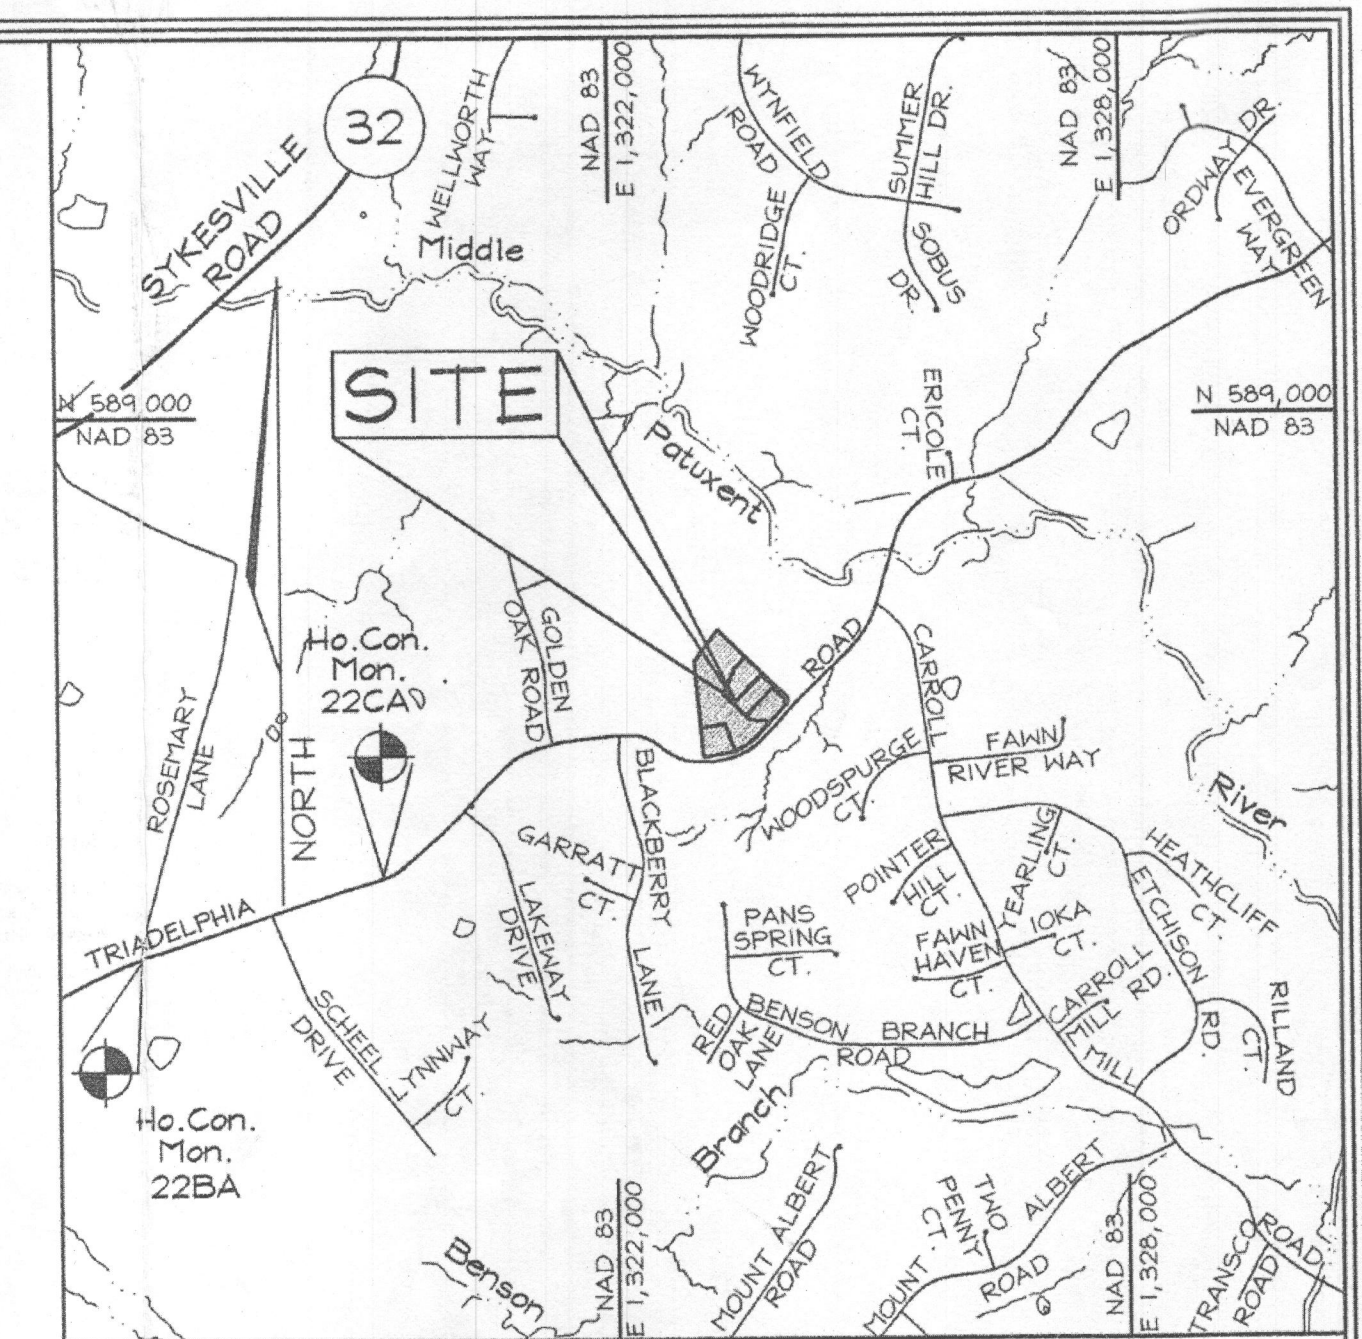 32
SYKESVILLE
ROAD
WELLWORTH
WAY
NAD 83
E 1,322,000
WYNFIELD
ROAD
SUMMER
HILL DR.
NAD 83
E 1,328,000
ORDWAY DR.
EVERGREEN
WAY
WOODRIDGE
CT.
SOBUS
DR.
Middle
N 589,000
NAD 83
SITE
ERICOLE
CT.
N 589,000
NAD 83
Patuxent
Ho.Con.
Mon.
22CA
GOLDEN
OAK ROAD
ROAD
CARROLL
ROSEMARY
LANE
NORTH
FAWN
RIVER WAY
WOODSPURGE
CT.
River
BLACKBERRY
LANE
GARRATT
CT.
LAKEWAY
DRIVE
POINTER
HILL
CT.
YEARLING
CT.
HEATHCLIFF
CT.
ETCHISON
RD.
TRIADELPHIA
PANS
SPRING
CT.
FAWN
HAVEN
CT.
IOKA
CT.
CARROLL
MILL
RD.
MILL
RILLAND
CT.
SCHEEL
DRIVE
LYNNWAY
CT.
RED
OAK
LANE
BENSON BRANCH
ROAD
Ho.Con.
Mon.
22BA
Branch
Benson
NAD 83
E 1,322,000
MOUNT ALBERT
ROAD
TWO
PENNY
CT.
MOUNT ALBERT
ROAD
NAD 83
E 1,328,000
TRANSCO
ROAD
ROAD